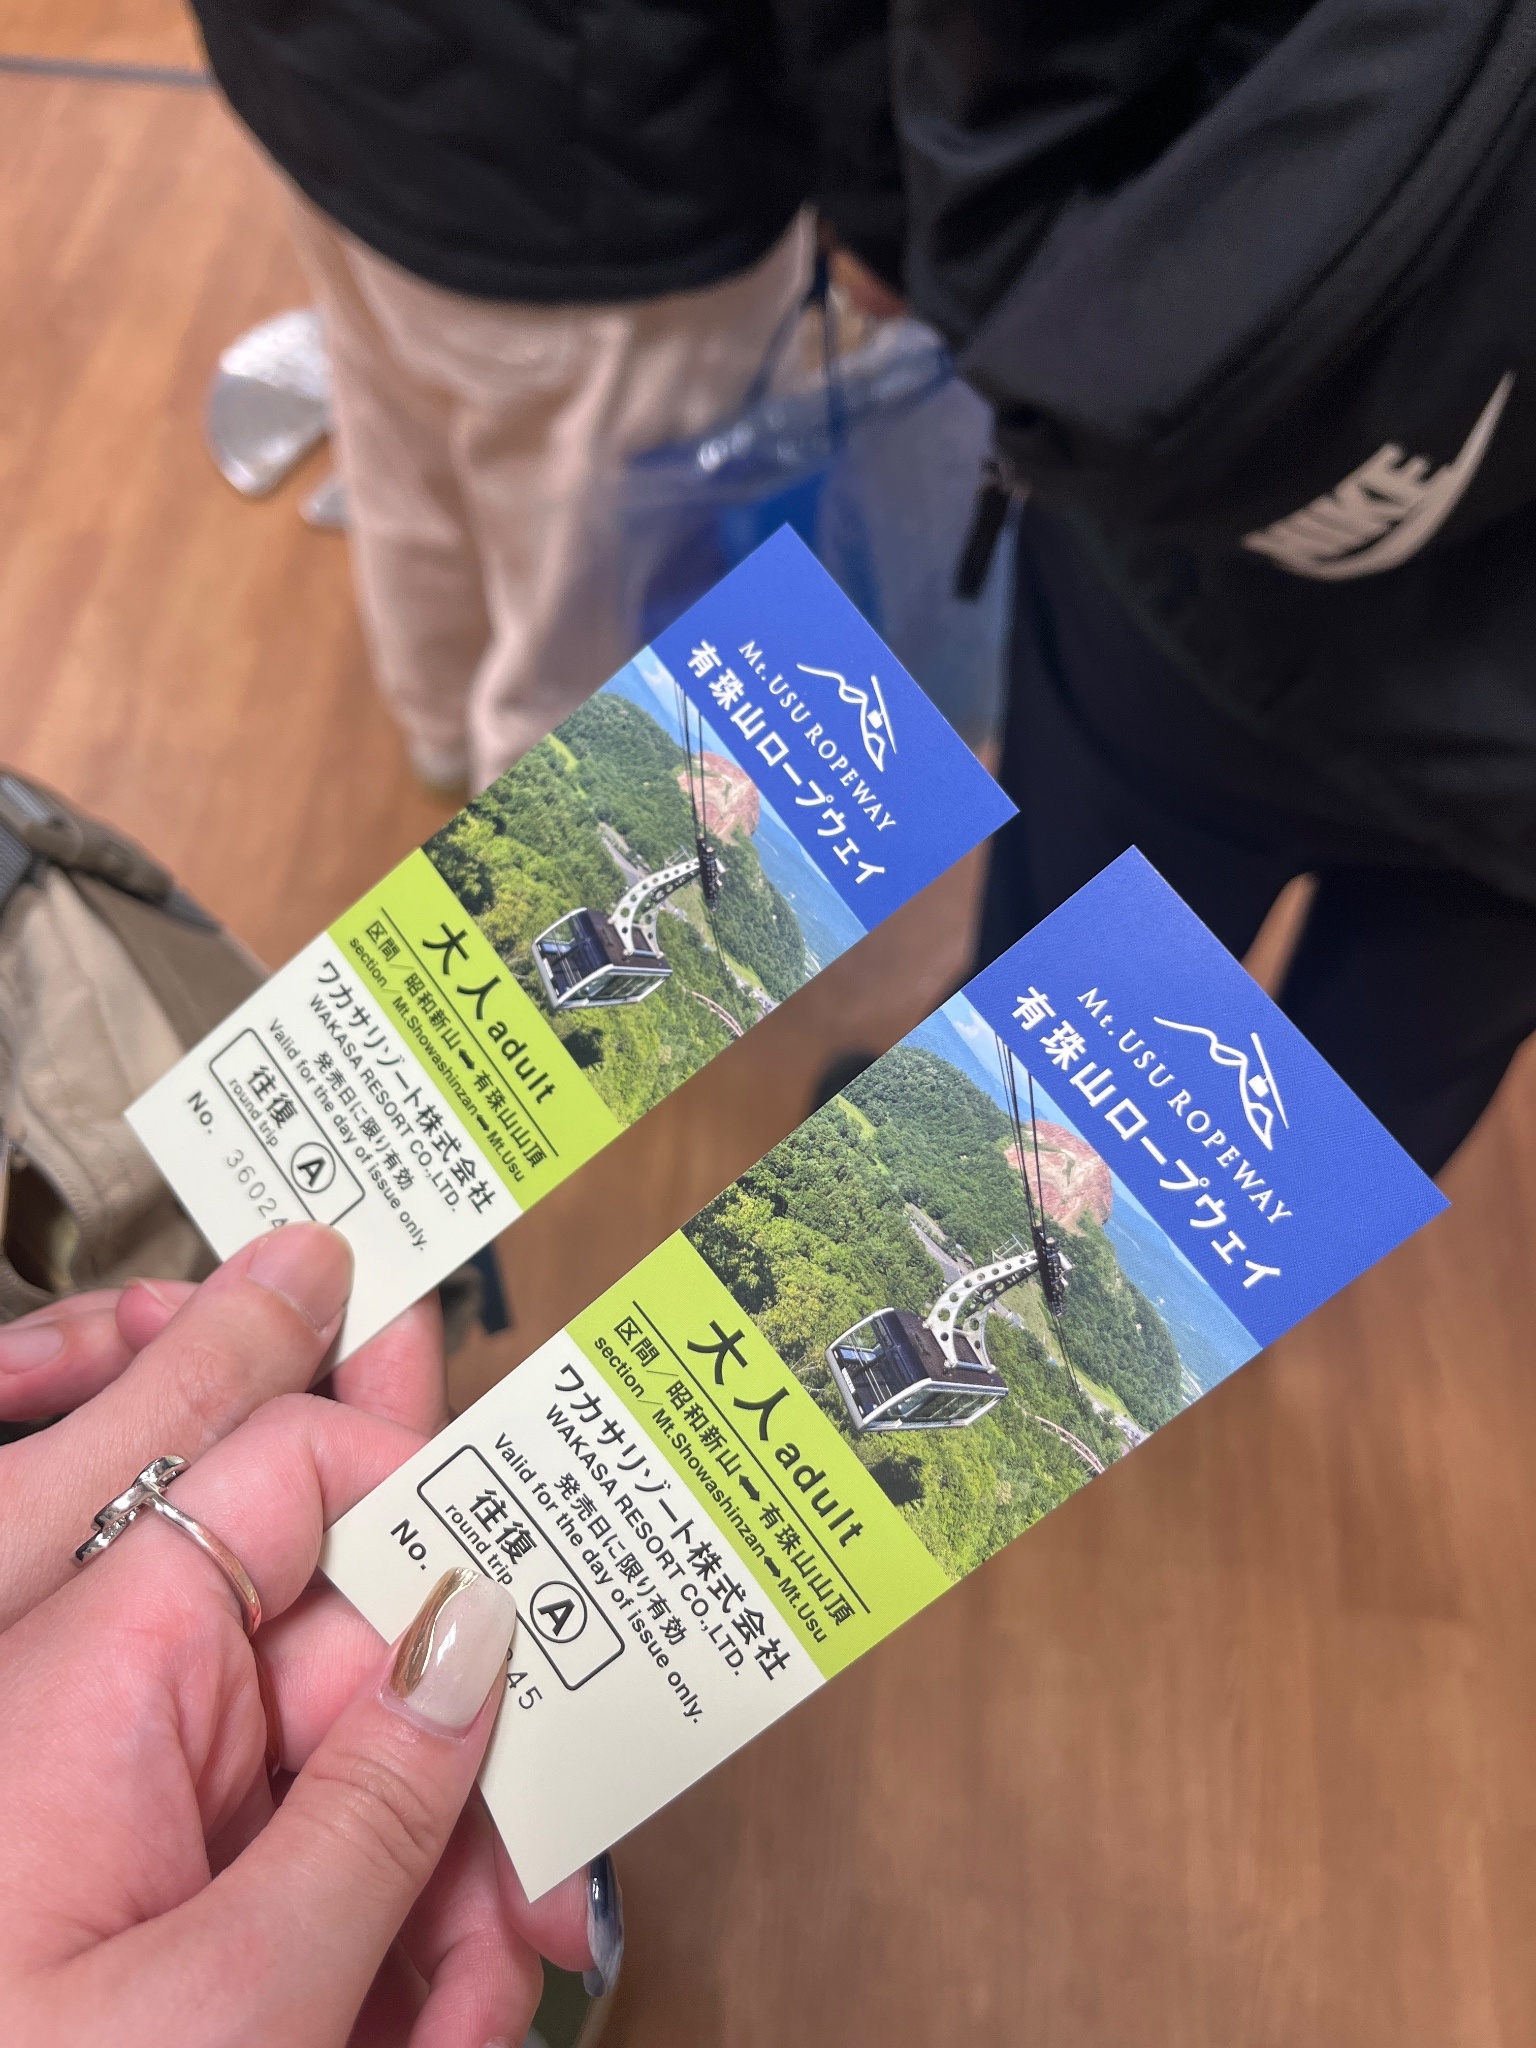 Mt.USU ROPEWAY
有珠山ロープウェイ
大人adult
区間／昭和新山⬌有珠山山頂
section／Mt.Showashinzan⬌Mt.Usu
ワカサリゾート株式会社
WAKASA RESORT CO.,LTD.
発売日に限り有効
Valid for the day of issue only.
往復 A
round trip
No. 36024
Mt.USU ROPEWAY
有珠山ロープウェイ
大人adult
区間／昭和新山⬌有珠山山頂
section／Mt.Showashinzan⬌Mt.Usu
ワカサリゾート株式会社
WAKASA RESORT CO.,LTD.
発売日に限り有効
Valid for the day of issue only.
往復 A
round trip
No. 45
NIKE